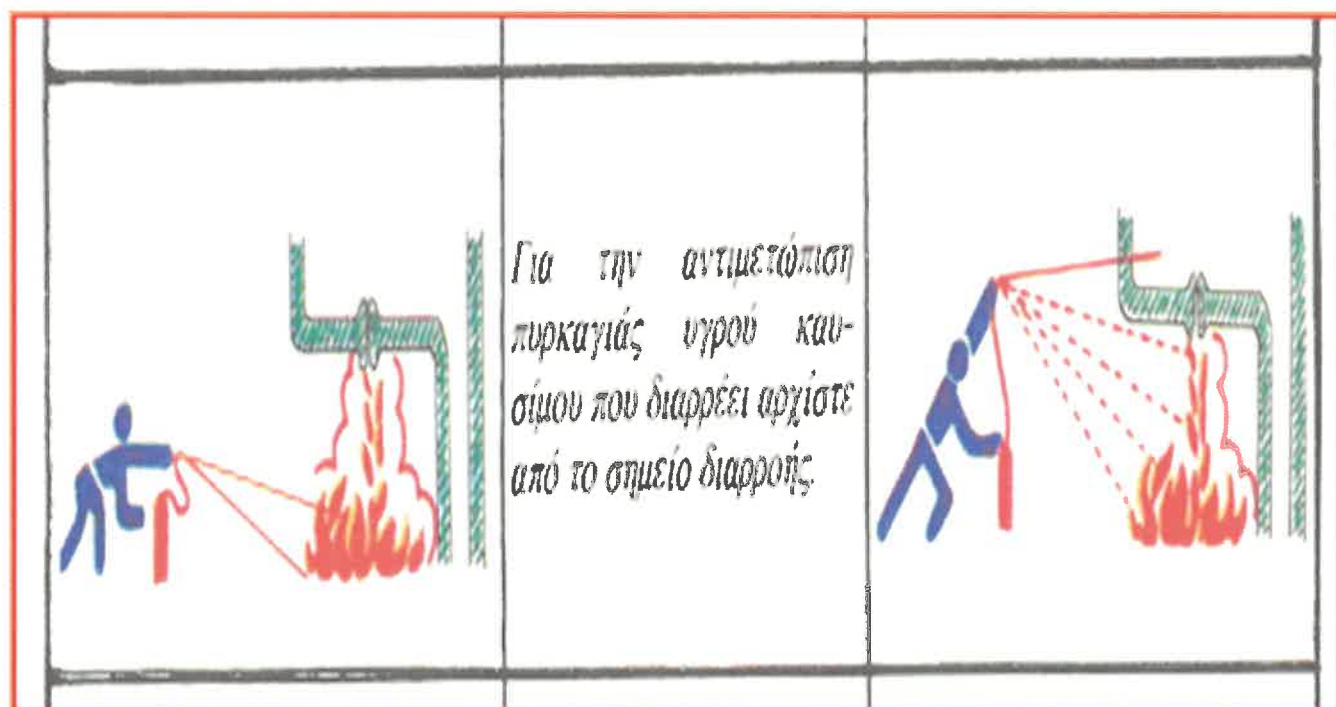 Για την αντιμετώπιση
πυρκαγιάς υγρού καυ-
σίμου που διαρρέει αρχίστε
από το σημείο διαρροής.